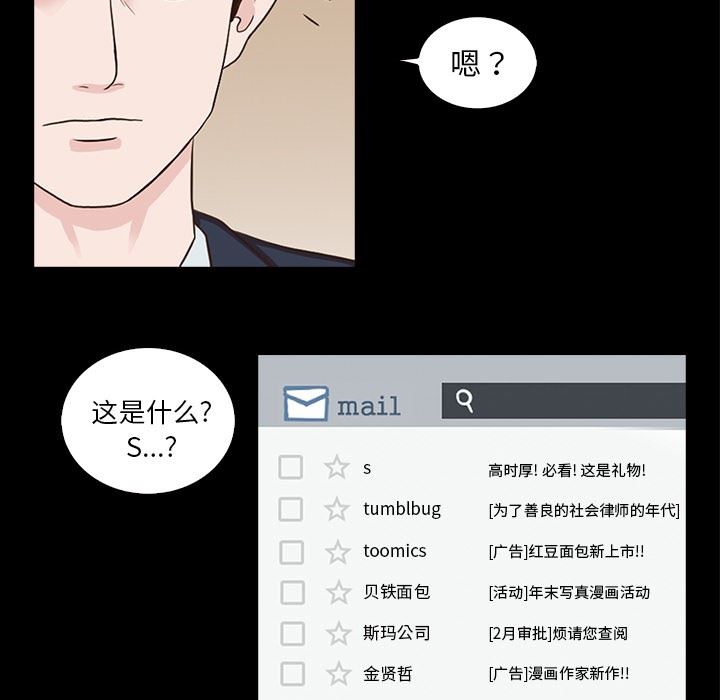 嗯？
这是什么?
S...?
mail
s 高时厚! 必看! 这是礼物!
tumblbug [为了善良的社会律师的年代]
toomics [广告]红豆面包新上市!!
贝铁面包 [活动]年末写真漫画活动
斯玛公司 [2月审批]烦请您查阅
金贤哲 [广告]漫画作家新作!!